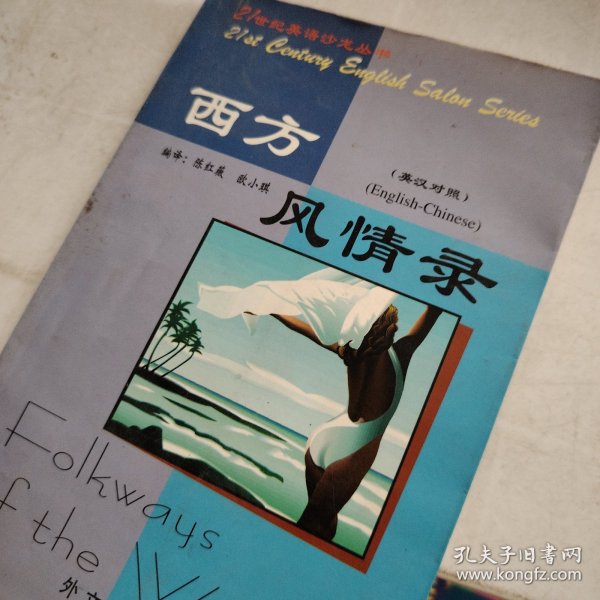 21世纪英语沙龙丛书
21st Century English Salon Series
西方
编译：陈红薇 欧小琪
（英汉对照）
(English-Chinese)
风情录
Folkways
f the W
外文
孔夫子旧书网
www.kongfz.com